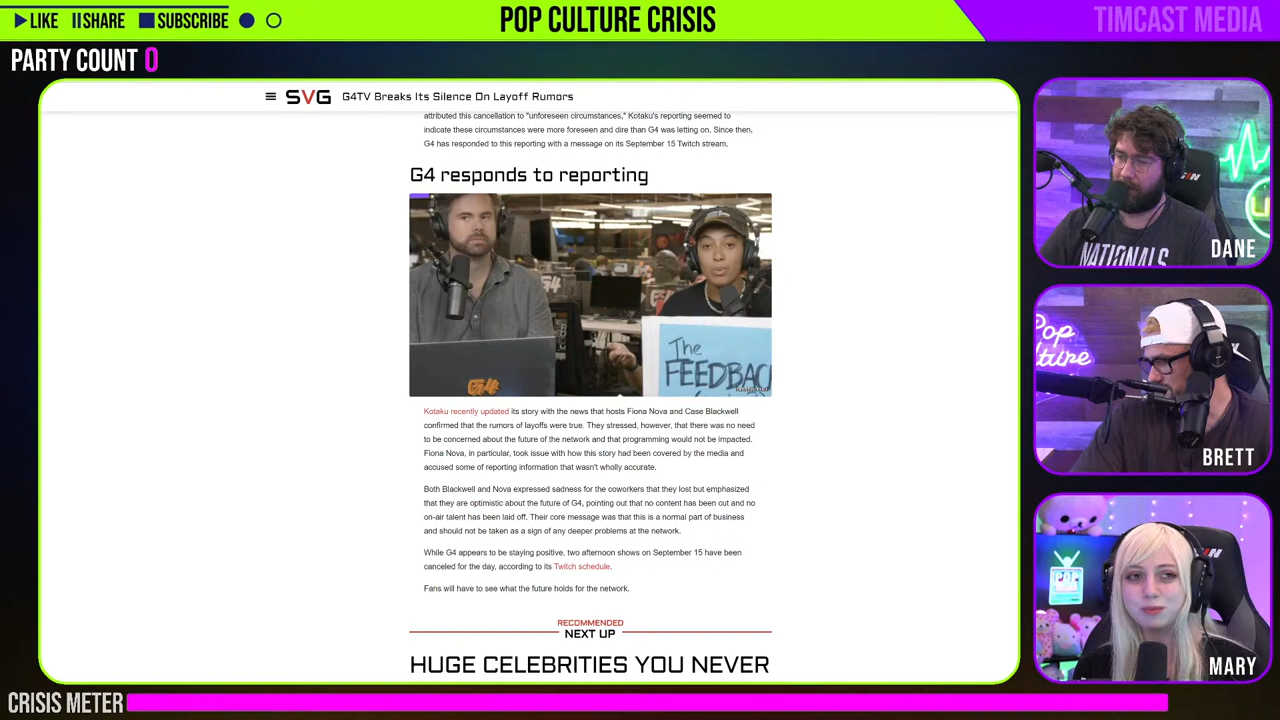 LIKE SHARE SUBSCRIBE
POP CULTURE CRISIS
TIMCAST MEDIA
PARTY COUNT 0
SVG G4TV Breaks Its Silence On Layoff Rumors
attributed this cancellation to "unforeseen circumstances," Kotaku's reporting seemed to
indicate these circumstances were more foreseen and dire than G4 was letting on. Since then,
G4 has responded to this reporting with a message on its September 15 Twitch stream.
G4 responds to reporting
G4
The
FEEDBAC
Kotaku recently updated its story with the news that hosts Fiona Nova and Case Blackwell
confirmed that the rumors of layoffs were true. They stressed, however, that there was no need
to be concerned about the future of the network and that programming would not be impacted.
Fiona Nova, in particular, took issue with how this story had been covered by the media and
accused some of reporting information that wasn't wholly accurate.
Both Blackwell and Nova expressed sadness for the coworkers that they lost but emphasized
that they are optimistic about the future of G4, pointing out that no content has been cut and no
on-air talent has been laid off. Their core message was that this is a normal part of business
and should not be taken as a sign of any deeper problems at the network.
While G4 appears to be staying positive, two afternoon shows on September 15 have been
canceled for the day, according to its Twitch schedule.
Fans will have to see what the future holds for the network.
RECOMMENDED
NEXT UP
HUGE CELEBRITIES YOU NEVER
NATIONALS
DANE
Pop
lture
BRETT
POP
MARY
CRISIS METER